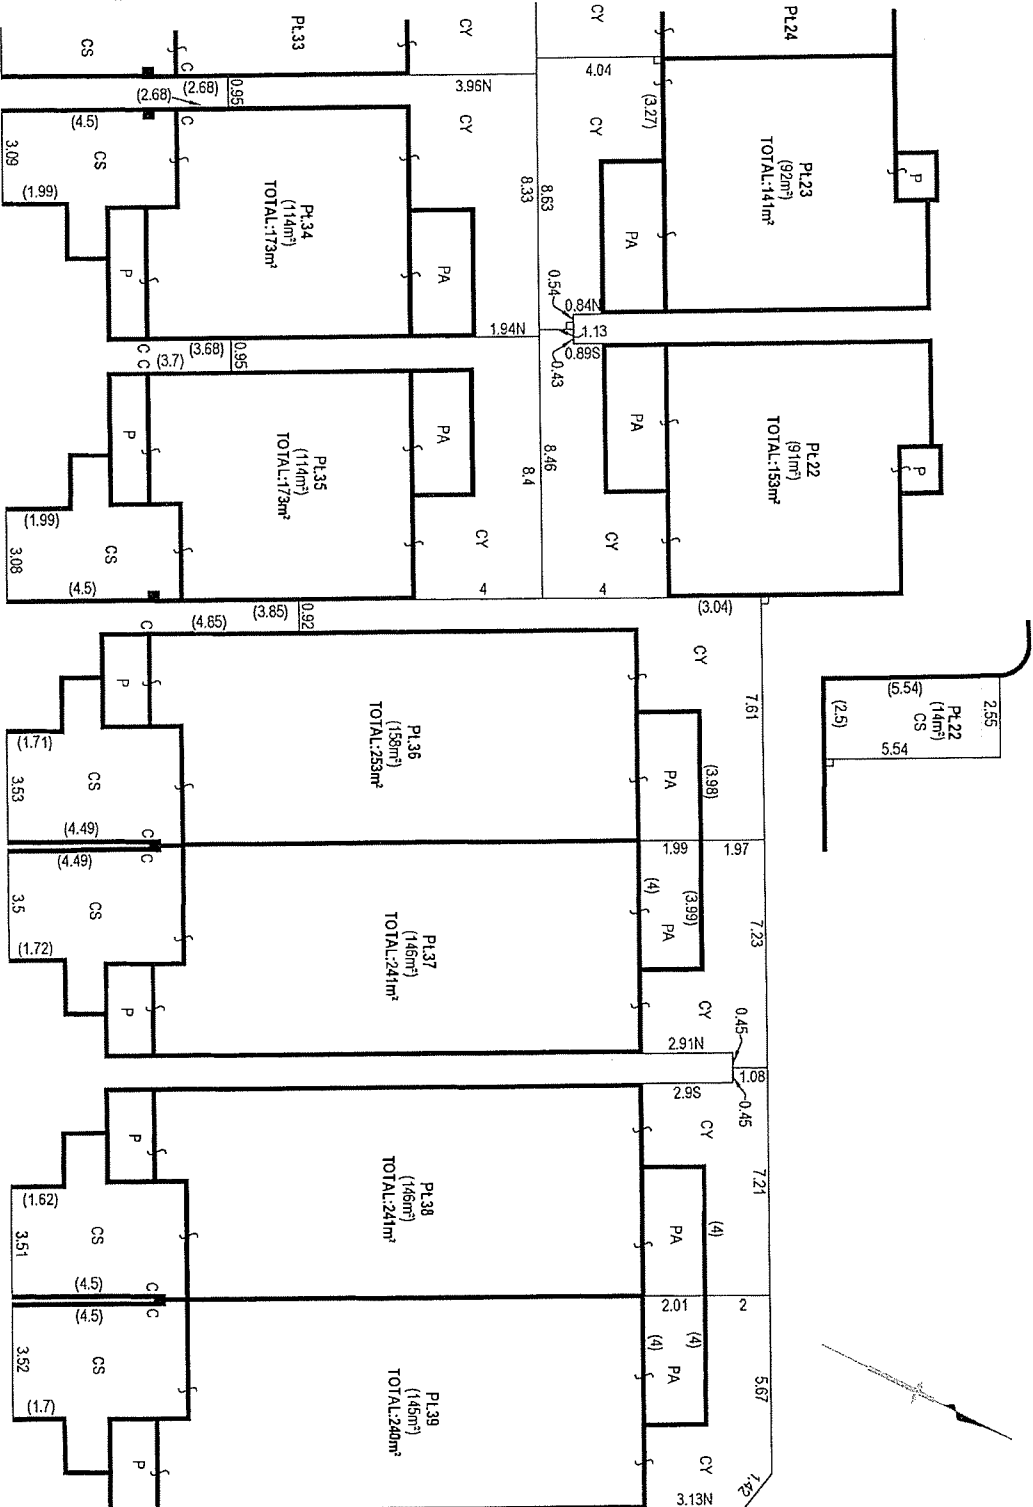 Pt.33
CS
C
CY
3.96N
CY
4.04
Pt.24
(2.68)
(2.68)
0.95
(4.5)
C
CS
3.09
(1.99)
Pt.34
(114m²)
TOTAL:173m²
P
PA
CY
8.33
8.63
CY
(3.27)
Pt.23
(92m²)
TOTAL:141m²
P
PA
0.54
0.84N
1.94N
1.13
0.89S
0.43
C
C
(3.7)
(3.68)
0.95
P
Pt.35
(114m²)
TOTAL:173m²
PA
8.4
8.46
PA
Pt.22
(91m²)
TOTAL:153m²
P
(1.99)
CS
3.08
(4.5)
CY
4
CY
4
(3.04)
(3.85)
0.92
(4.65)
C
P
Pt.36
(158m²)
TOTAL:253m²
CY
7.61
PA
(3.98)
(1.71)
CS
3.53
(4.49)
C
C
(4.49)
1.99
1.97
Pt.22
(14m²)
CS
(5.54)
2.55
(2.5)
5.54
3.5
CS
(1.72)
P
Pt.37
(146m²)
TOTAL:241m²
(4)
(3.99)
PA
7.23
CY
2.91N
0.45
1.08
2.9S
0.45
P
Pt.38
(146m²)
TOTAL:241m²
CY
7.21
PA
(4)
(1.62)
CS
3.51
(4.5)
C
C
(4.5)
2.01
2
3.52
CS
(1.7)
P
Pt.39
(145m²)
TOTAL:240m²
(4)
(4)
PA
5.67
CY
1.42
3.13N